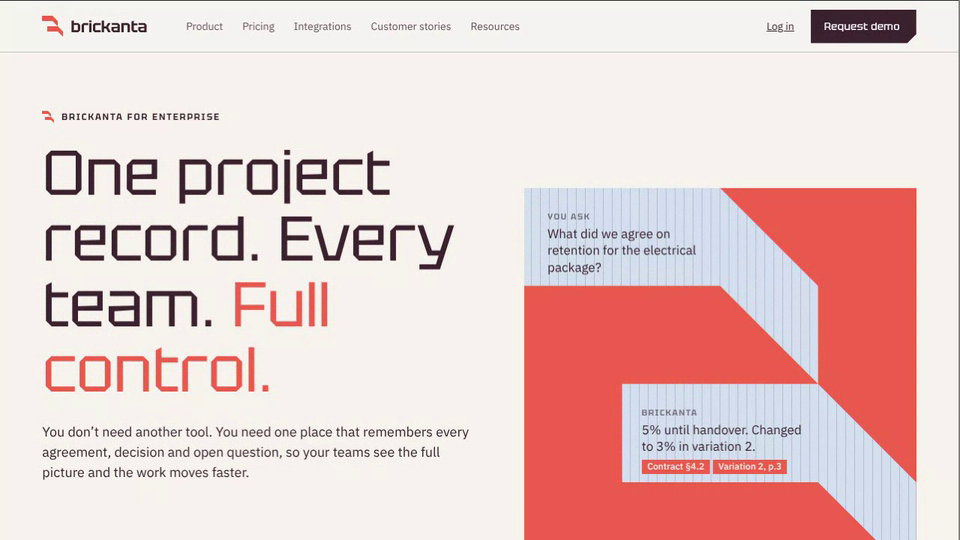 brickanta
Product
Pricing
Integrations
Customer stories
Resources
Log in
Request demo
BRICKANTA FOR ENTERPRISE
One project
record. Every
team. Full
control.
You don’t need another tool. You need one place that remembers every
agreement, decision and open question, so your teams see the full
picture and the work moves faster.
YOU ASK
What did we agree on
retention for the electrical
package?
BRICKANTA
5% until handover. Changed
to 3% in variation 2.
Contract §4.2
Variation 2, p.3